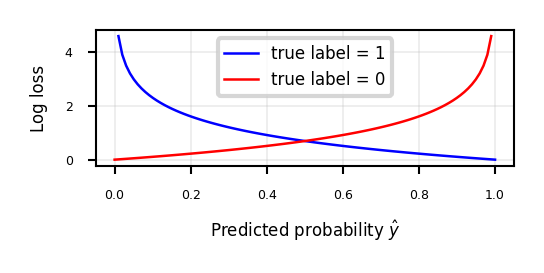 4
2
0
Log loss
true label = 1
true label = 0
0.0 0.2 0.4 0.6 0.8 1.0
Predicted probability ŷ